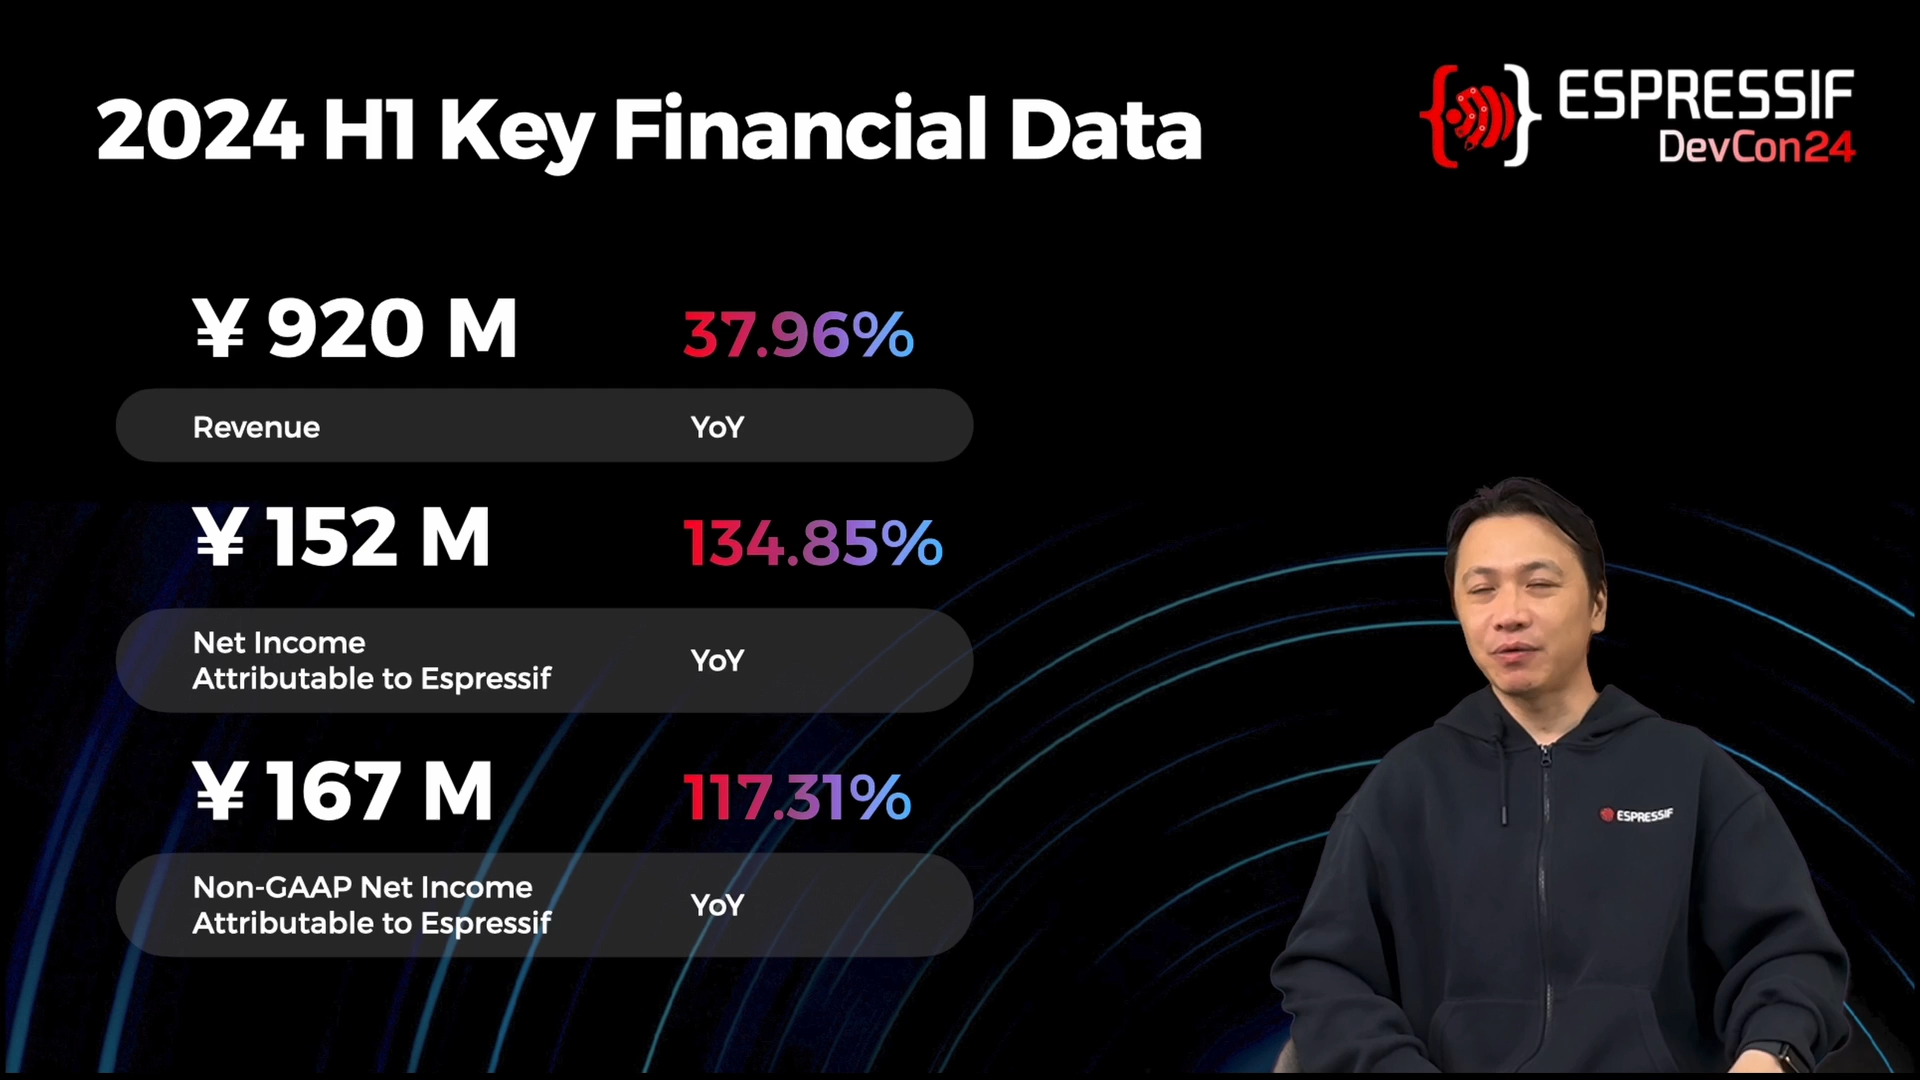 2024 H1 Key Financial Data
ESPRESSIF
DevCon24
¥ 920 M 37.96%
Revenue YoY
¥ 152 M 134.85%
Net Income
Attributable to Espressif YoY
¥ 167 M 117.31%
Non-GAAP Net Income
Attributable to Espressif YoY
ESPRESSIF